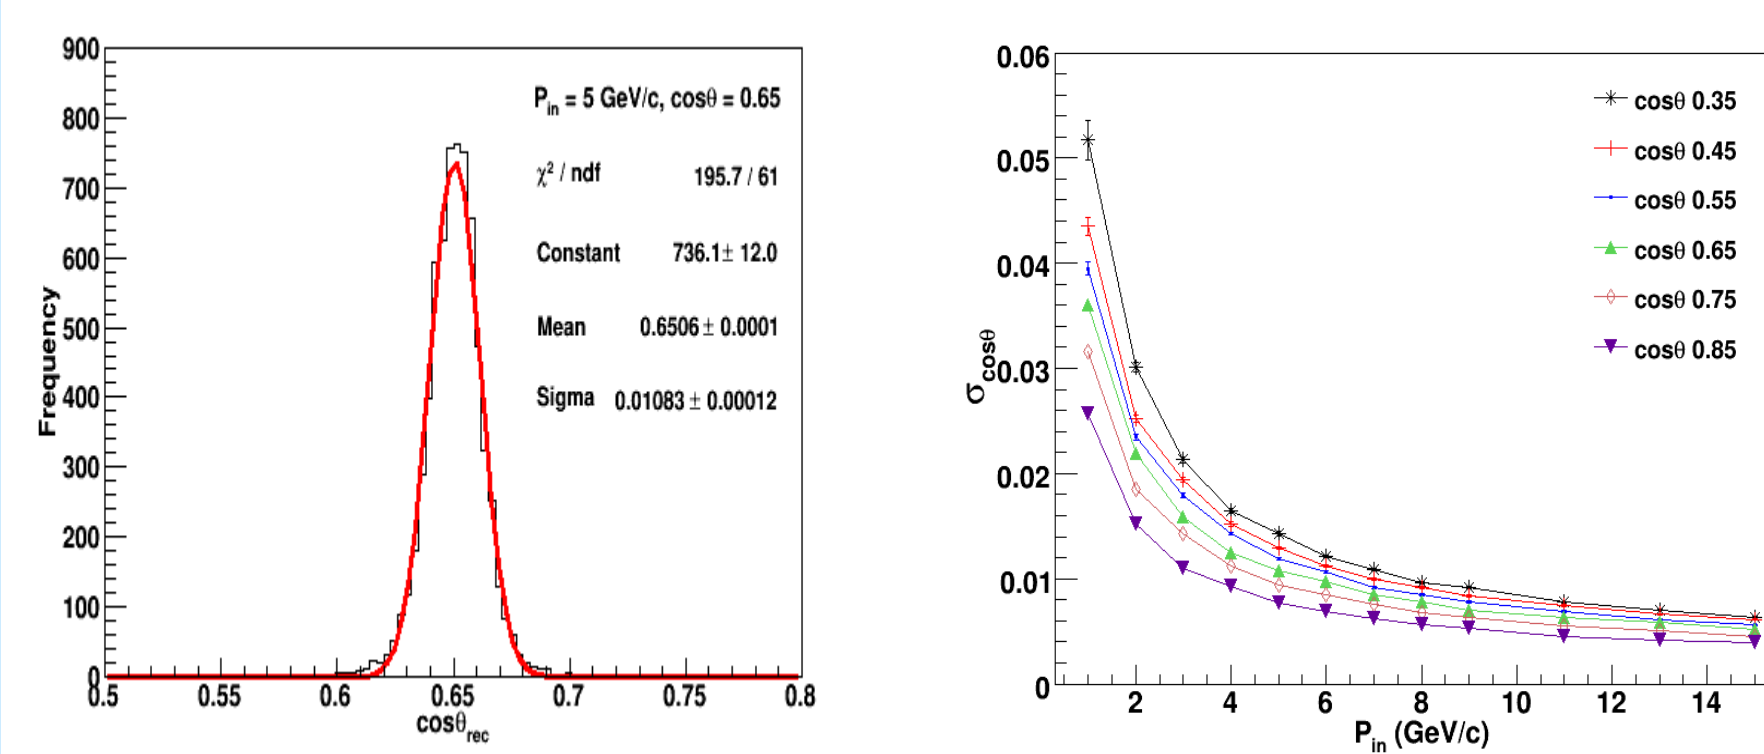 900
800
700
600
500
400
300
200
100
0
Frequency
P_in = 5 GeV/c, cosθ = 0.65
χ² / ndf 195.7 / 61
Constant 736.1± 12.0
Mean 0.6506 ± 0.0001
Sigma 0.01083 ± 0.00012
0.5 0.55 0.6 0.65 0.7 0.75 0.8
cosθ_rec
0.06
0.05
0.04
0.03
0.02
0.01
0
σ_cosθ
cosθ 0.35
cosθ 0.45
cosθ 0.55
cosθ 0.65
cosθ 0.75
cosθ 0.85
2 4 6 8 10 12 14
P_in (GeV/c)